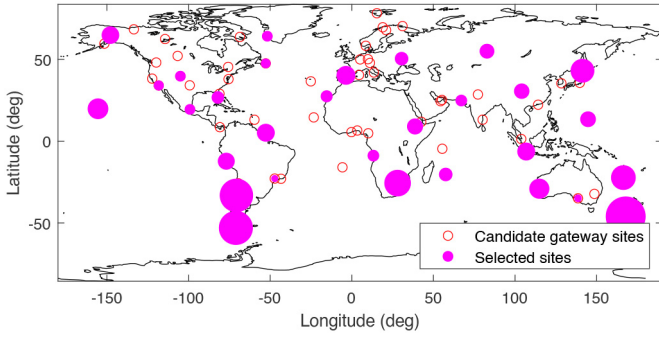 Latitude (deg)
50
0
-50
Candidate gateway sites
Selected sites
-150
-100
-50
0
50
100
150
Longitude (deg)